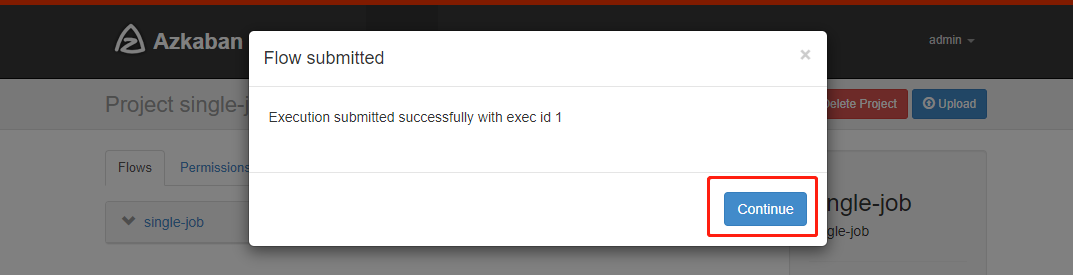 Azkaban
admin
Flow submitted
×
Project single-j
Delete Project
Upload
Execution submitted successfully with exec id 1
Flows
Permissions
single-job
Continue
ngle-job
gle-job